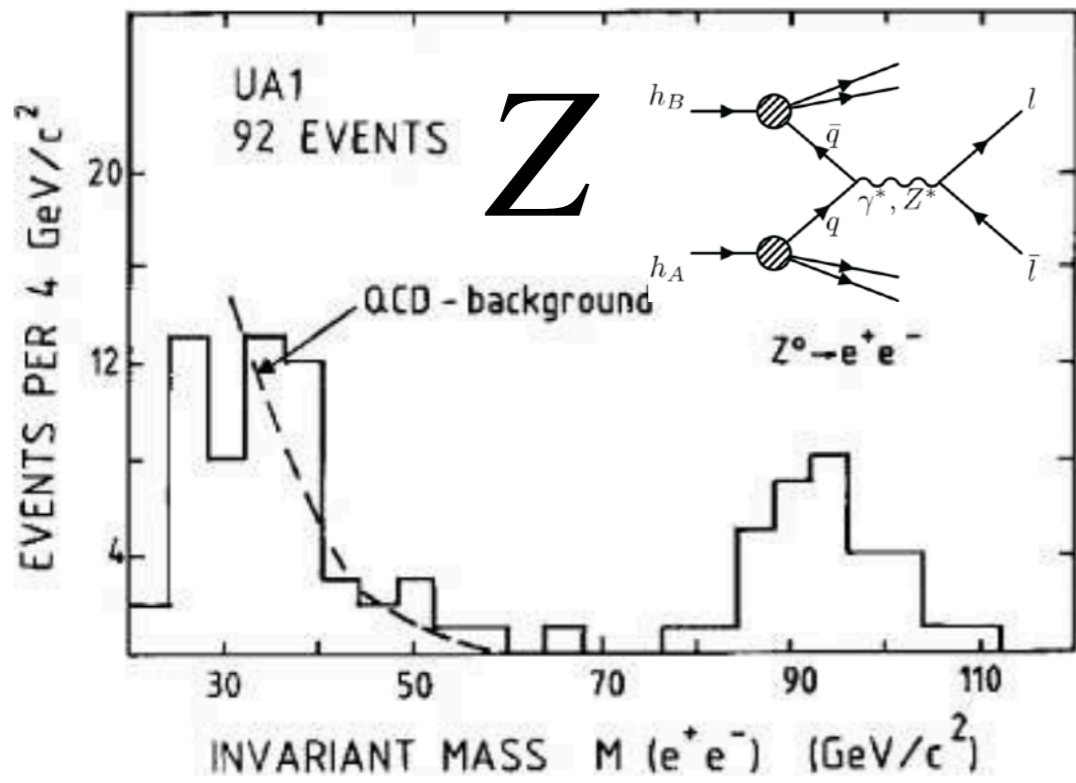 UA1
92 EVENTS
Z
h_B
q̄
l
γ*, Z*
q
h_A
l̄
QCD - background
Z° → e⁺e⁻
EVENTS PER 4 GeV/c²
20
12
4
30 50 70 90 110
INVARIANT MASS M (e⁺e⁻) (GeV/c²)